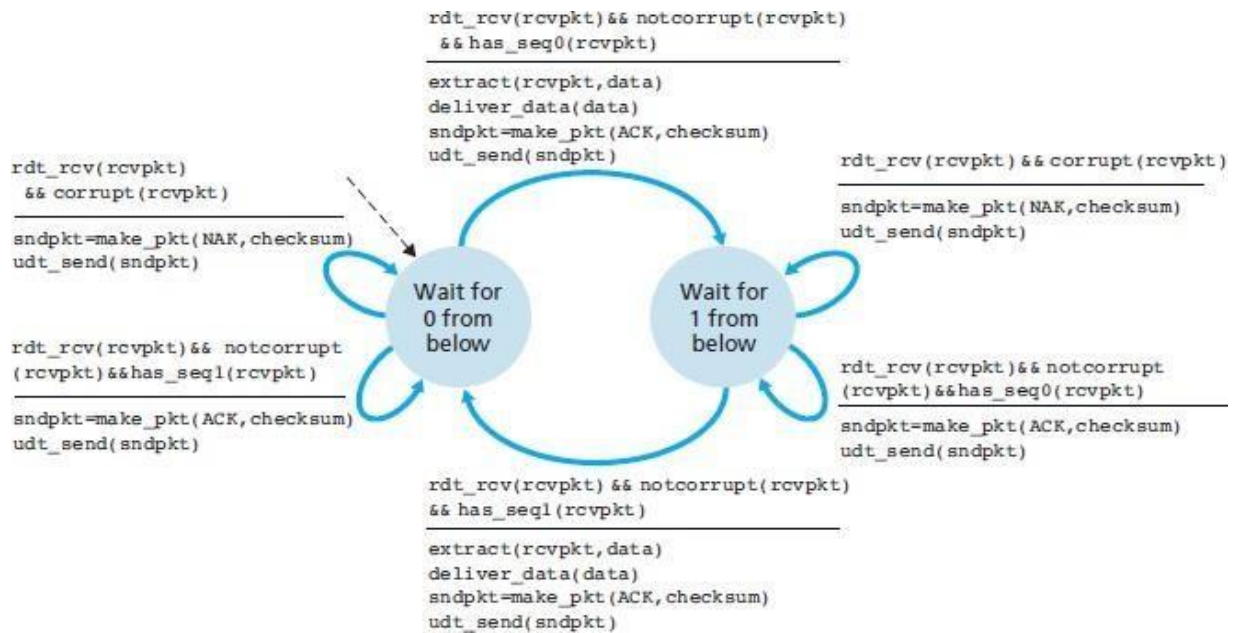 rdt_rcv(rcvpkt)&& notcorrupt(rcvpkt)
&& has_seq0(rcvpkt)
extract(rcvpkt,data)
deliver_data(data)
sndpkt=make_pkt(ACK,checksum)
udt_send(sndpkt)
rdt_rcv(rcvpkt)
&& corrupt(rcvpkt)
sndpkt=make_pkt(NAK,checksum)
udt_send(sndpkt)
rdt_rcv(rcvpkt)&& corrupt(rcvpkt)
sndpkt=make_pkt(NAK,checksum)
udt_send(sndpkt)
Wait for
0 from
below
Wait for
1 from
below
rdt_rcv(rcvpkt)&& notcorrupt
(rcvpkt)&&has_seq1(rcvpkt)
sndpkt=make_pkt(ACK,checksum)
udt_send(sndpkt)
rdt_rcv(rcvpkt)&& notcorrupt
(rcvpkt)&&has_seq0(rcvpkt)
sndpkt=make_pkt(ACK,checksum)
udt_send(sndpkt)
rdt_rcv(rcvpkt)&& notcorrupt(rcvpkt)
&& has_seq1(rcvpkt)
extract(rcvpkt,data)
deliver_data(data)
sndpkt=make_pkt(ACK,checksum)
udt_send(sndpkt)